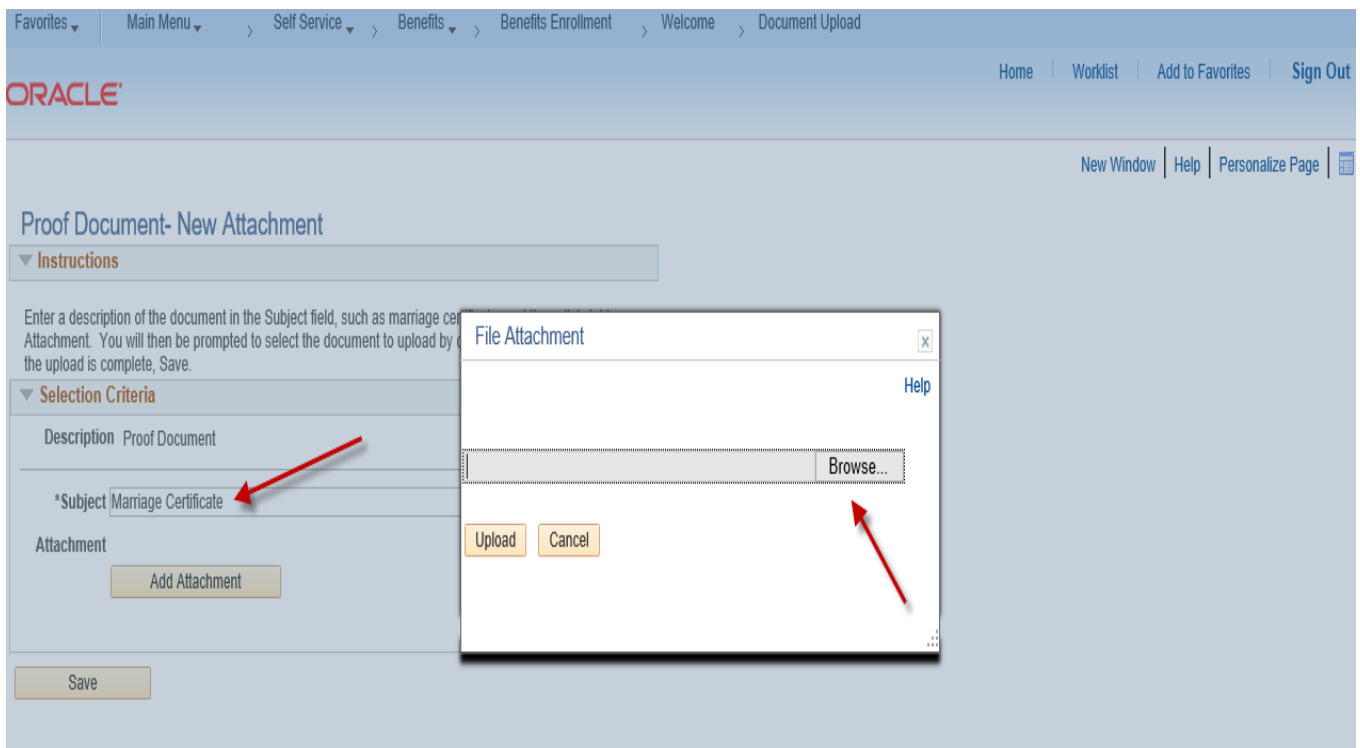 Favorites Main Menu > Self Service > Benefits > Benefits Enrollment > Welcome > Document Upload
ORACLE
Home Worklist Add to Favorites Sign Out
New Window | Help | Personalize Page |
Proof Document- New Attachment
Instructions
Enter a description of the document in the Subject field, such as marriage
Attachment. You will then be prompted to select the document to upload by
the upload is complete, Save.
Selection Criteria
Description Proof Document
*Subject Marriage Certificate
Attachment
Add Attachment
Save
File Attachment
Help
Browse...
Upload Cancel